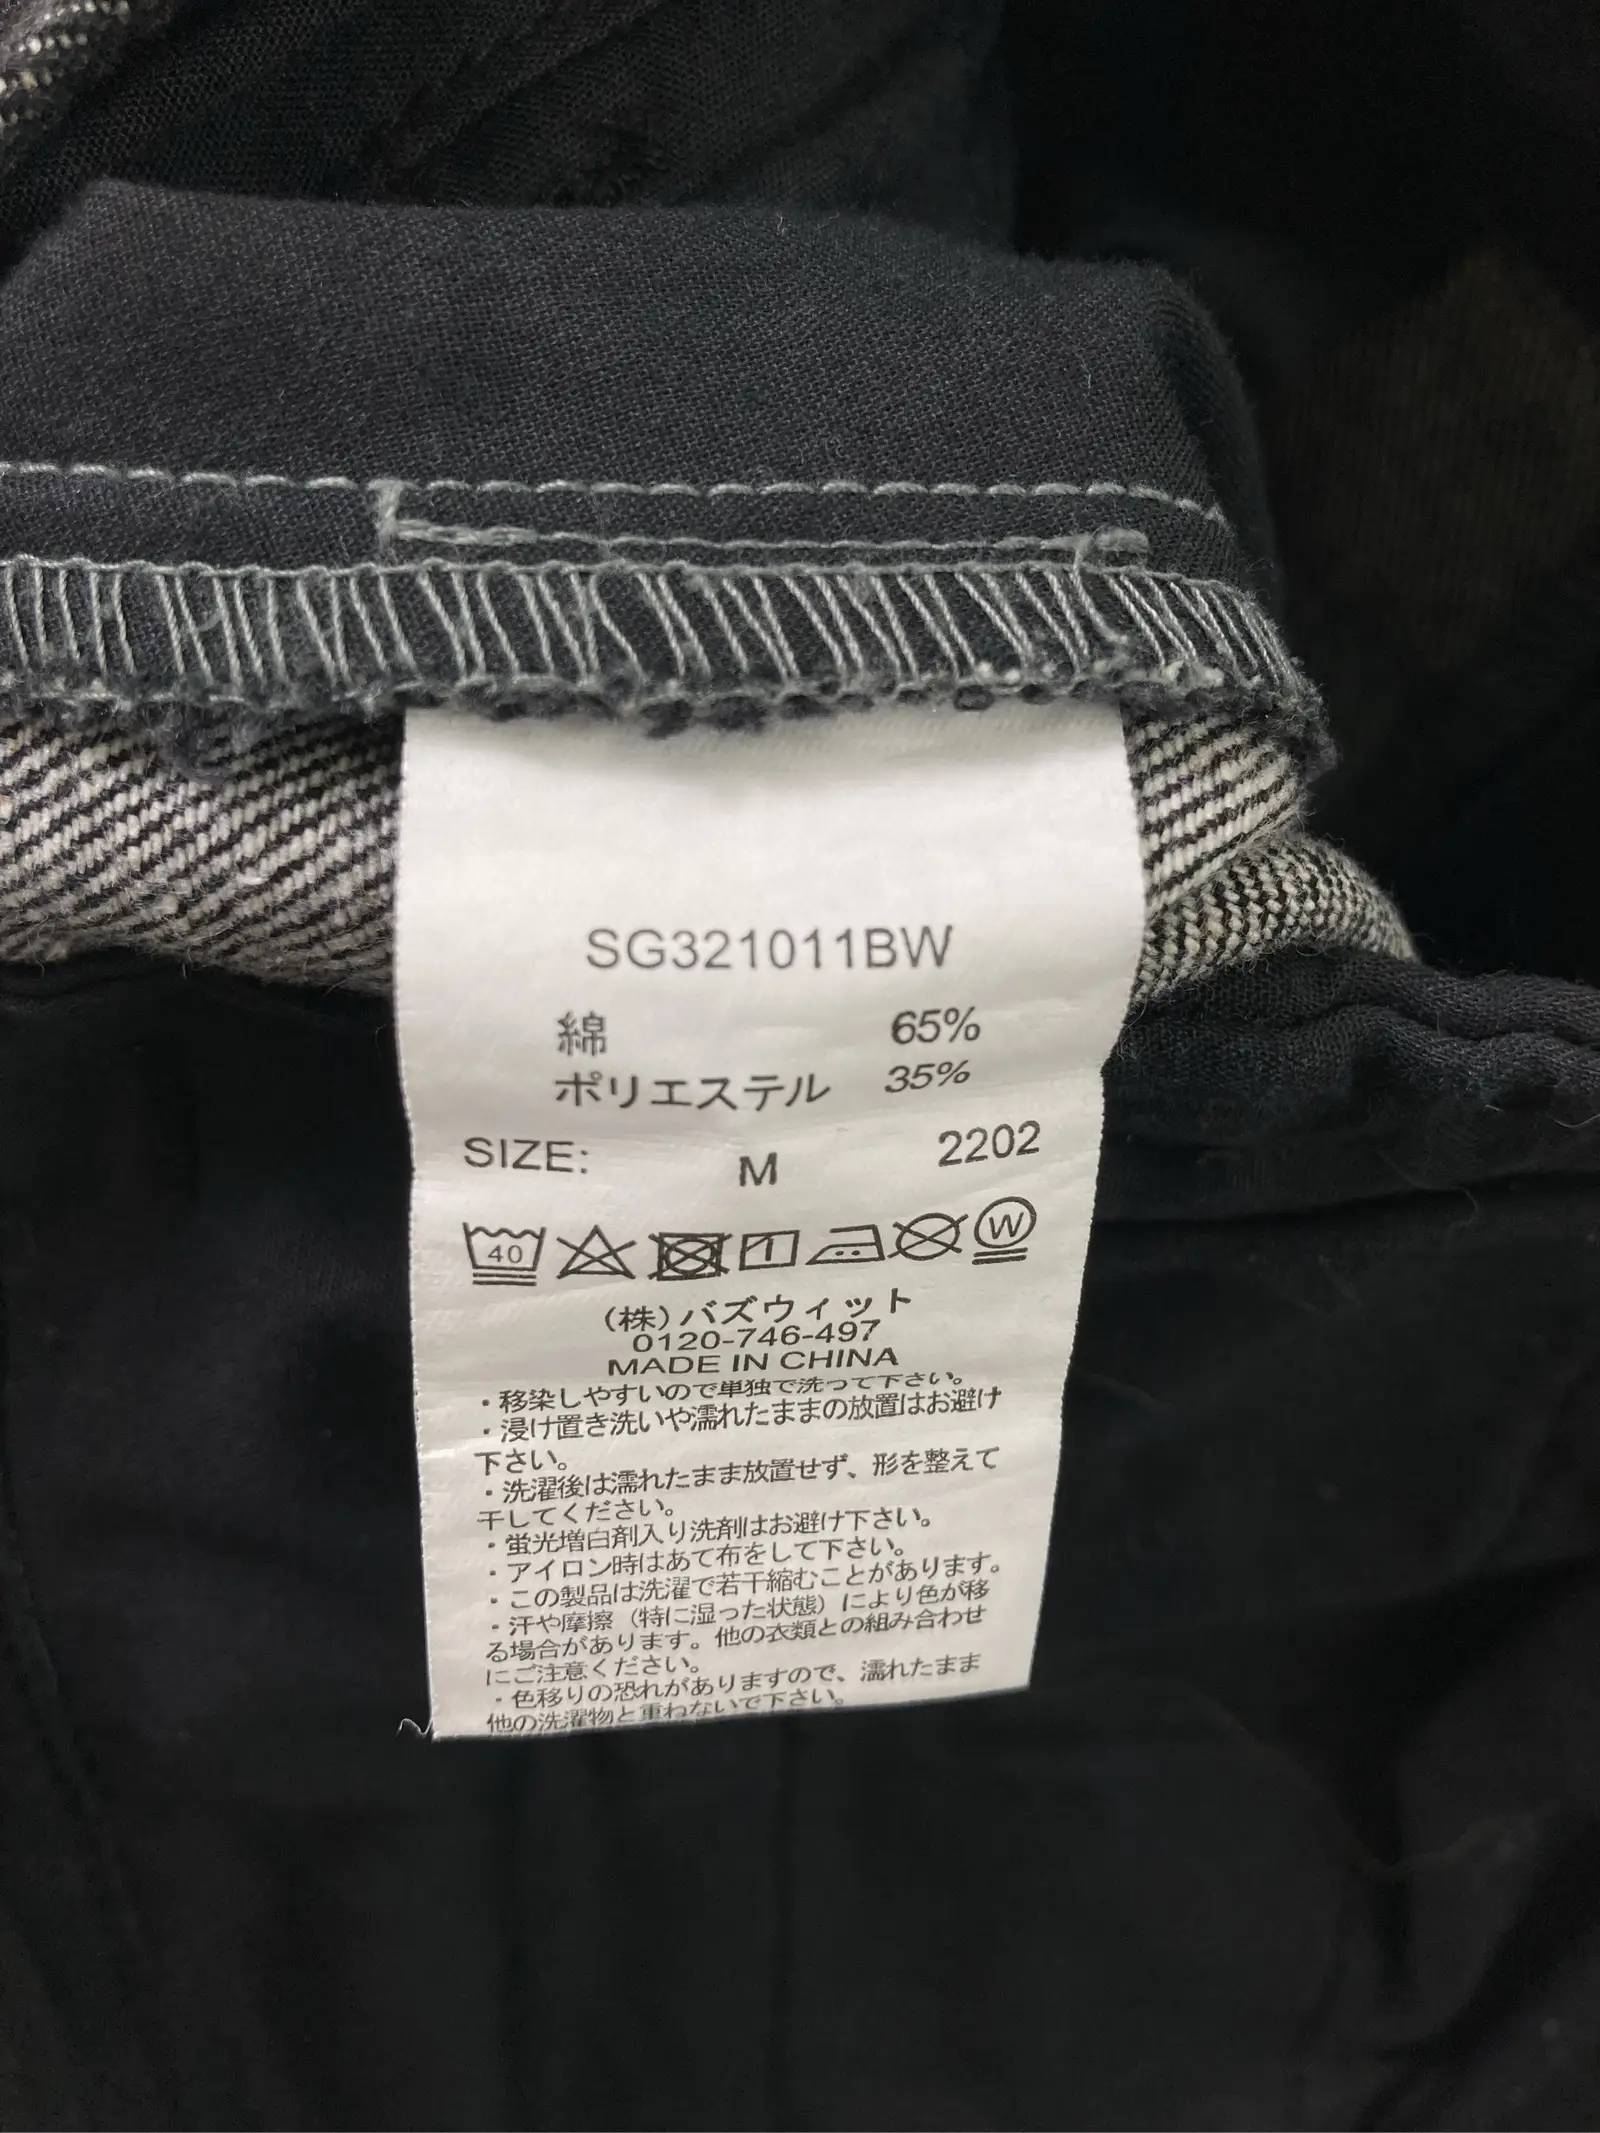 SG321011BW
綿 65%
ポリエステル 35%
SIZE: M 2202
40 W
(株)バズウィット
0120-746-497
MADE IN CHINA
・移染しやすいので単独で洗って下さい。
・浸け置き洗いや濡れたままの放置はお避け
下さい。
・洗濯後は濡れたまま放置せず、形を整えて
干してください。
・蛍光増白剤入り洗剤はお避け下さい。
・アイロン時はあて布をして下さい。
・この製品は洗濯で若干縮むことがあります。
・汗や摩擦（特に湿った状態）により色が移
る場合があります。他の衣類との組み合わせ
にご注意ください。
・色移りの恐れがありますので、濡れたまま
他の洗濯物と重ねないで下さい。